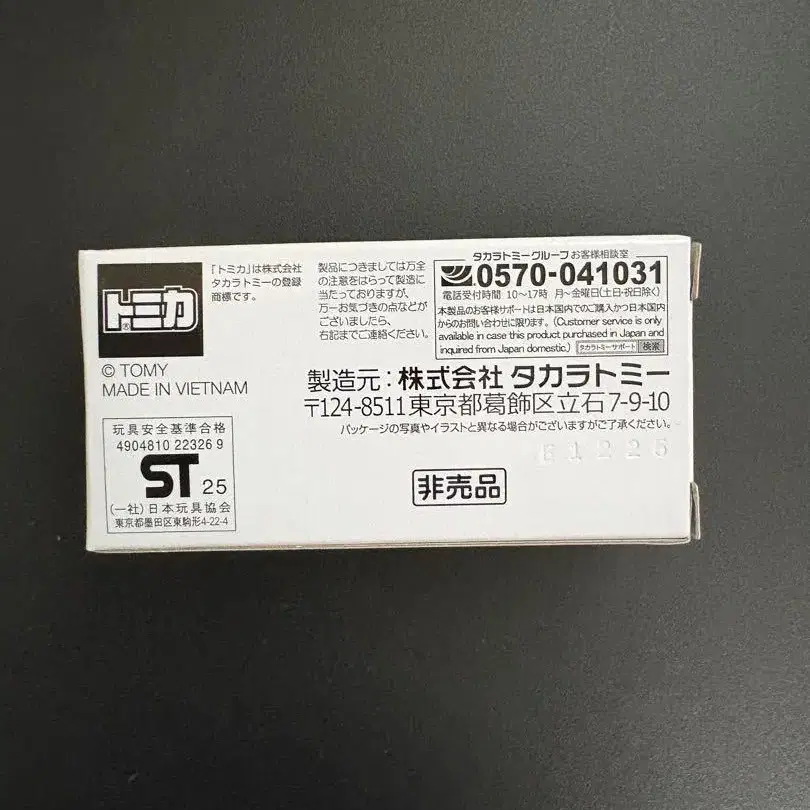 トミカ®
「トミカ」は株式会社
タカラトミーの登録
商標です。
製品につきましては万全
の注意をはらって製造に
当たっておりますが、
万一お気づきの点などが
ございましたら、
右記までご連絡ください。
タカラトミーグループ お客様相談室
0570-041031
電話受付時間 10〜17時 月〜金曜日(土日・祝日除く)
本製品のお客様サポートは日本国内でのご購入かつ日本国内
からのお問い合わせに限ります。(Customer service is only
available in case this product purchased in Japan and
inquired from Japan domestic.) タカラトミーサポート 検索
© TOMY
MADE IN VIETNAM
製造元:株式会社 タカラトミー
〒124-8511 東京都葛飾区立石7-9-10
パッケージの写真やイラストと異なる場合がございますがご了承ください。
玩具安全基準合格
4904810 22326 9
ST 25
(一社)日本玩具協会
東京都墨田区東駒形4-22-4
非売品